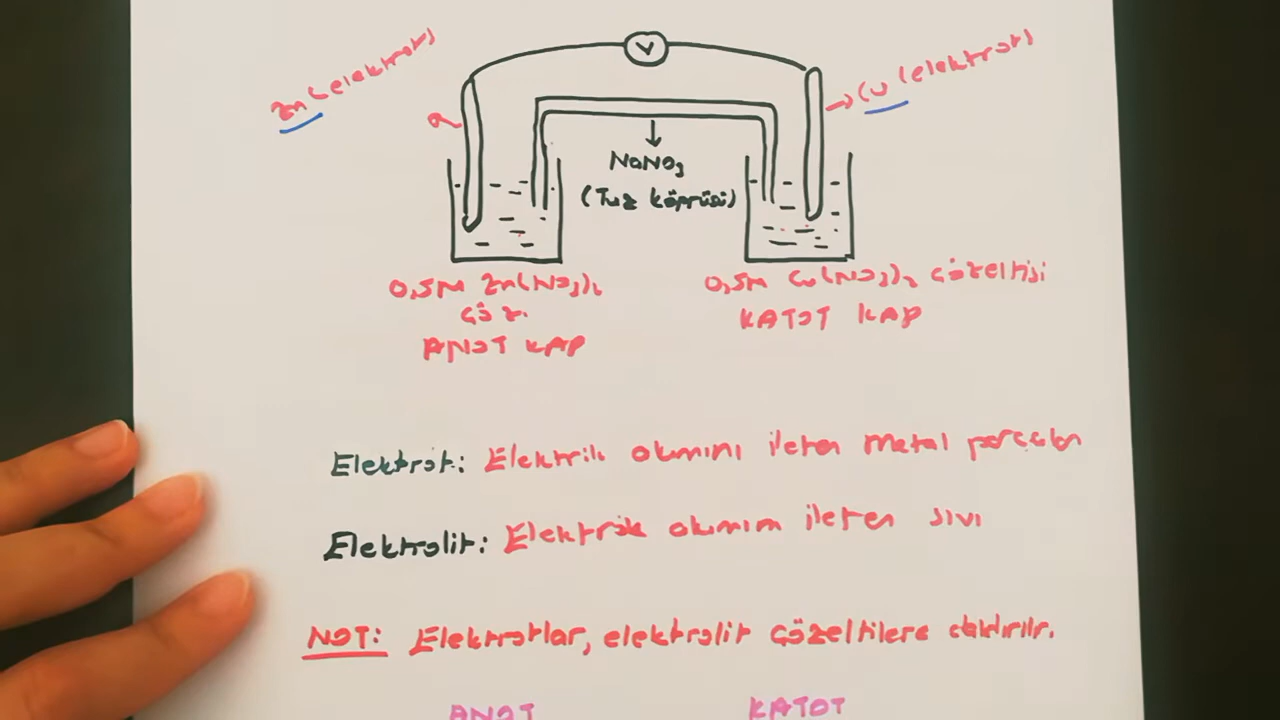 V
Zn (elektrot)
→ Cu (elektrot)
NaNO3
(Tuz köprüsü)
0,5M Zn(NO3)2
çöz.
ANOT KAP
0,5M Cu(NO3)2 çözeltisi
KATOT KAP
Elektrot: Elektrik akımını ileten metal parçaları
Elektrolit: Elektrik akımını ileten sıvı
NOT: Elektrotlar, elektrolit çözeltilere daldırılır.
ANOT
KATOT